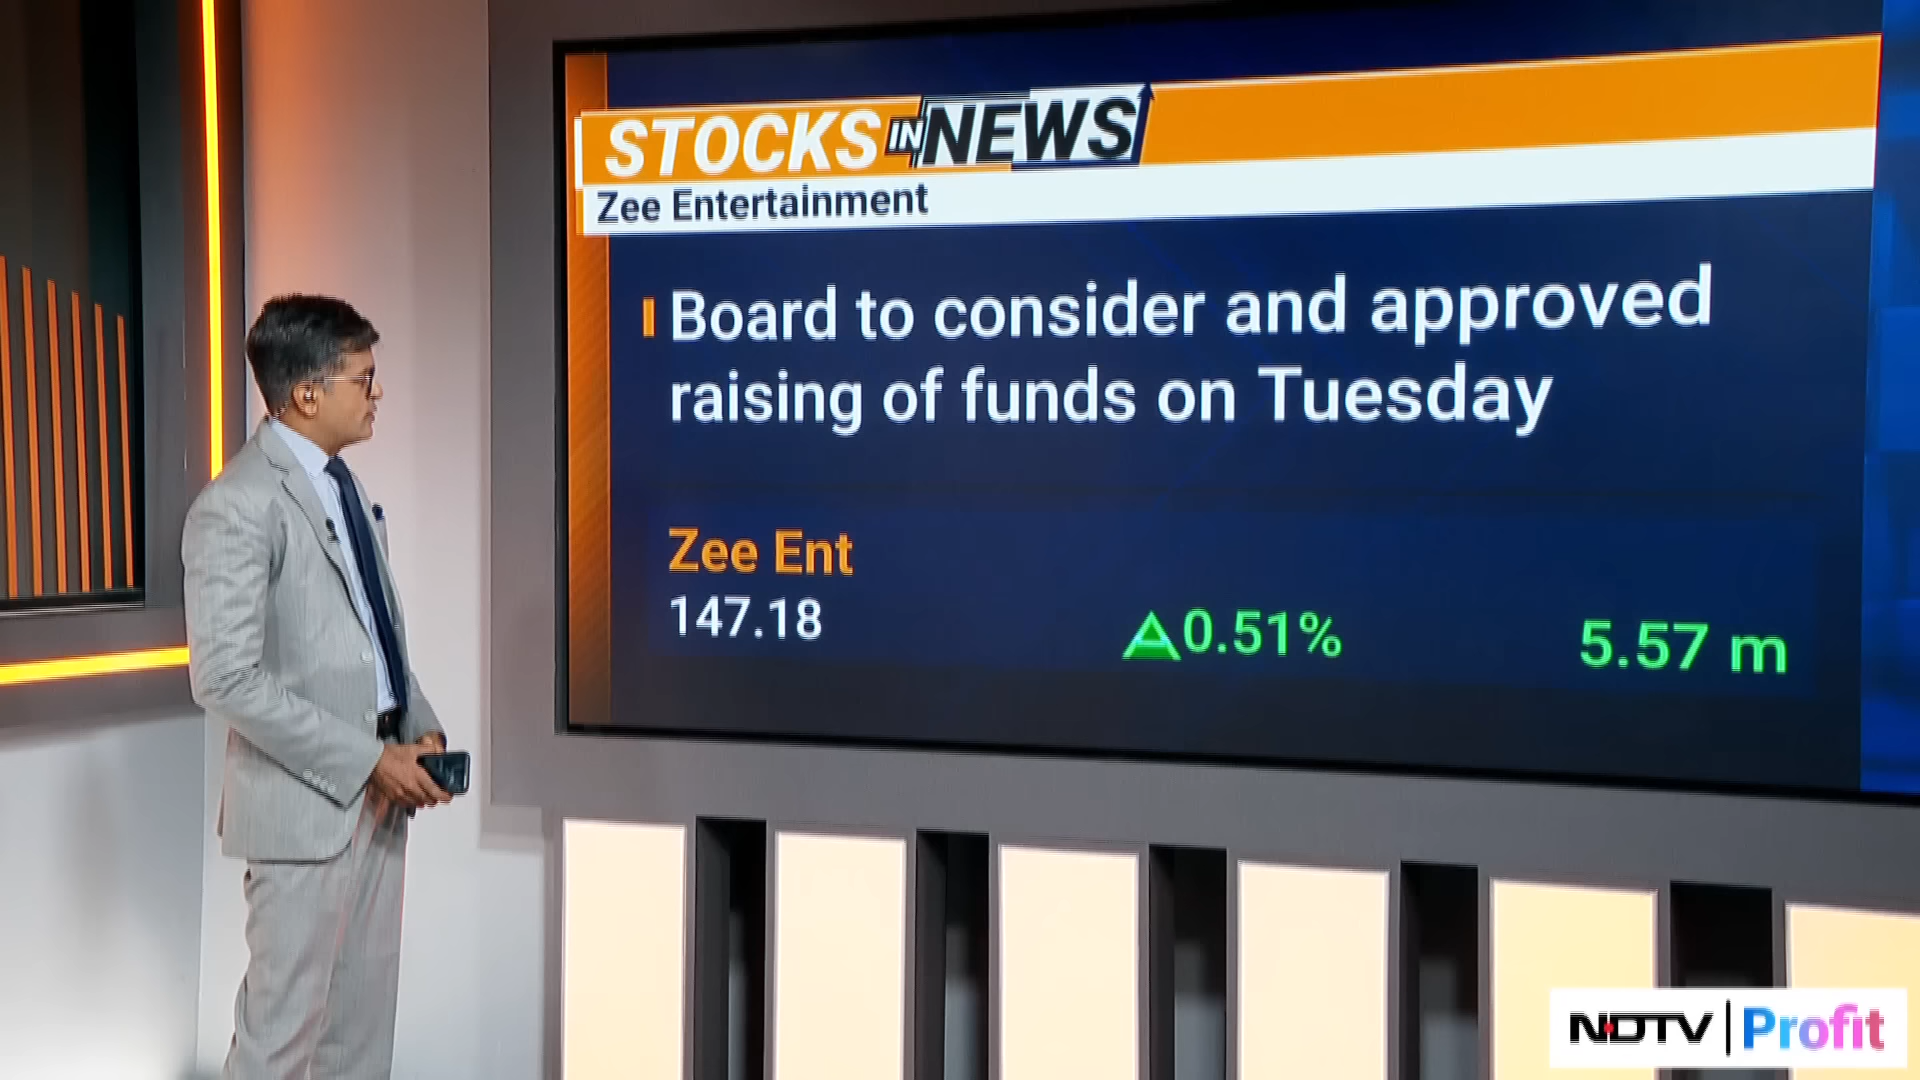 STOCKS IN NEWS
Zee Entertainment
Board to consider and approved
raising of funds on Tuesday
Zee Ent
147.18 0.51% 5.57 m
NDTV Profit